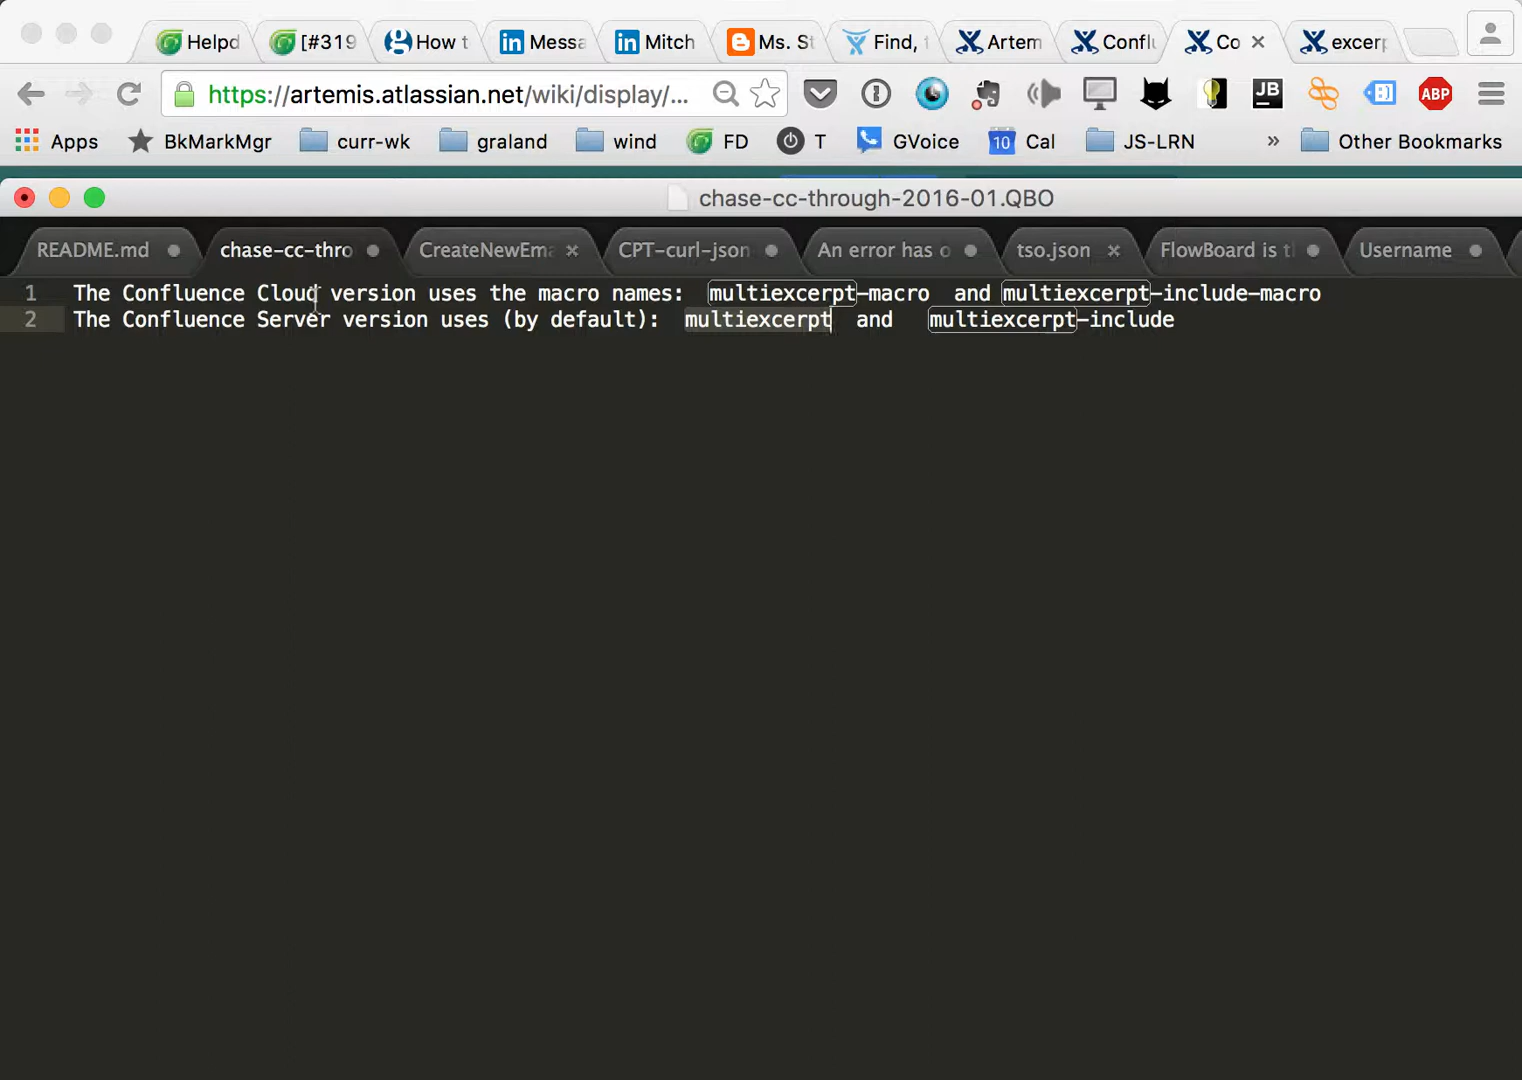 Helpd [#319 How t Messa Mitch Ms. St Find, t Artem Conflu Co excerp
https://artemis.atlassian.net/wiki/display/... JB ABP
Apps BkMarkMgr curr-wk graland wind FD T GVoice 10 Cal JS-LRN » Other Bookmarks
chase-cc-through-2016-01.QBO
README.md chase-cc-thro CreateNewEma CPT-curl-json An error has o tso.json FlowBoard is t Username
1 The Confluence Cloud version uses the macro names: multiexcerpt-macro and multiexcerpt-include-macro
2 The Confluence Server version uses (by default): multiexcerpt and multiexcerpt-include